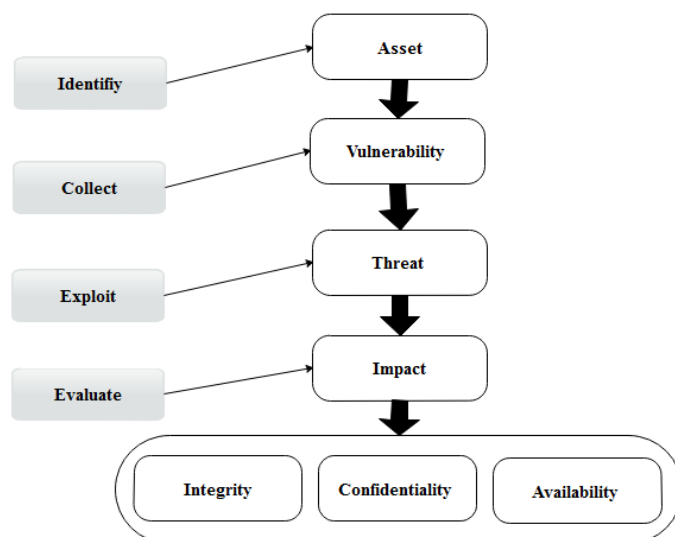 Asset
Identifiy
Vulnerability
Collect
Threat
Exploit
Impact
Evaluate
Integrity
Confidentiality
Availability